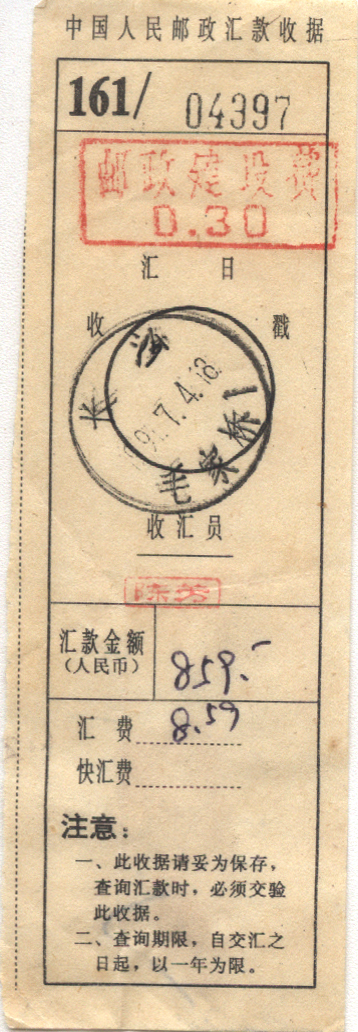 中国人民邮政汇款收据
161/ 04397
邮政建设费
0.30
汇 日
收 戳
长沙
7.4.18
毛家桥1
收汇员
陈芳
汇款金额
(人民币)
859.-
汇 费 8.59
快汇费
注意：
一、此收据请妥为保存，
查询汇款时，必须交验
此收据。
二、查询期限，自交汇之
日起，以一年为限。